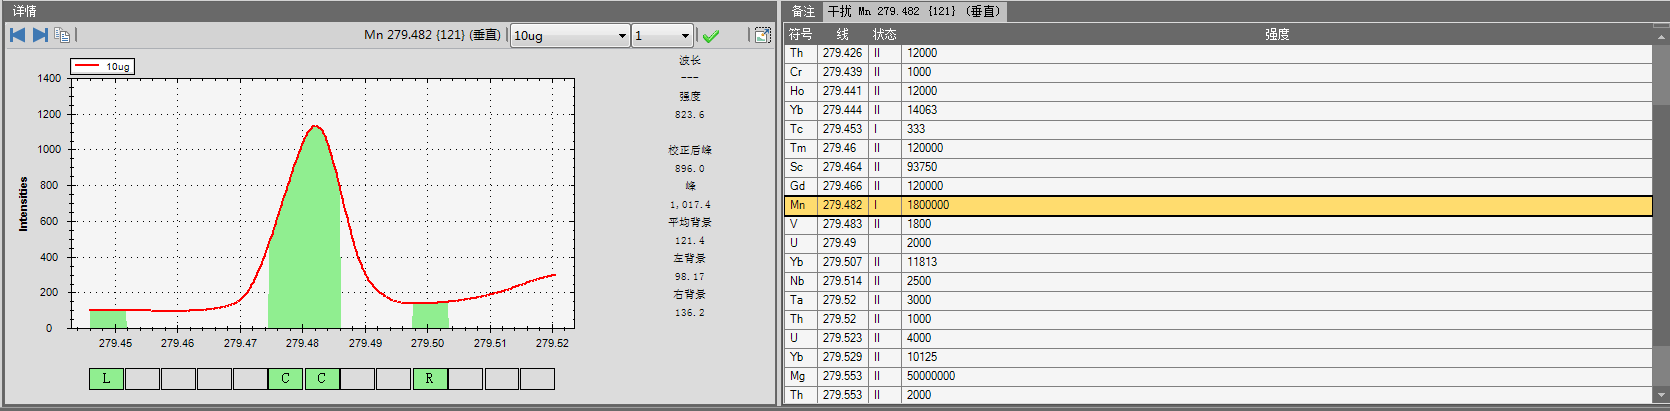 详情
Mn 279.482 {121} (垂直) 10ug 1
10ug
Intensities
1400
1200
1000
800
600
400
200
0
279.45 279.46 279.47 279.48 279.49 279.50 279.51 279.52
L C C R
波长
---
强度
823.6
校正后峰
896.0
峰
1,017.4
平均背景
121.4
左背景
98.17
右背景
136.2
备注 干扰 Mn 279.482 {121} (垂直)
符号 线 状态 强度
Th 279.426 II 12000
Cr 279.439 II 1000
Ho 279.441 II 12000
Yb 279.444 II 14063
Tc 279.453 I 333
Tm 279.46 II 120000
Sc 279.464 II 93750
Gd 279.466 II 120000
Mn 279.482 I 1800000
V 279.483 II 1800
U 279.49 2000
Yb 279.507 II 11813
Nb 279.514 II 2500
Ta 279.52 II 3000
Th 279.52 II 1000
U 279.523 II 4000
Yb 279.529 II 10125
Mg 279.553 II 50000000
Th 279.553 II 2000